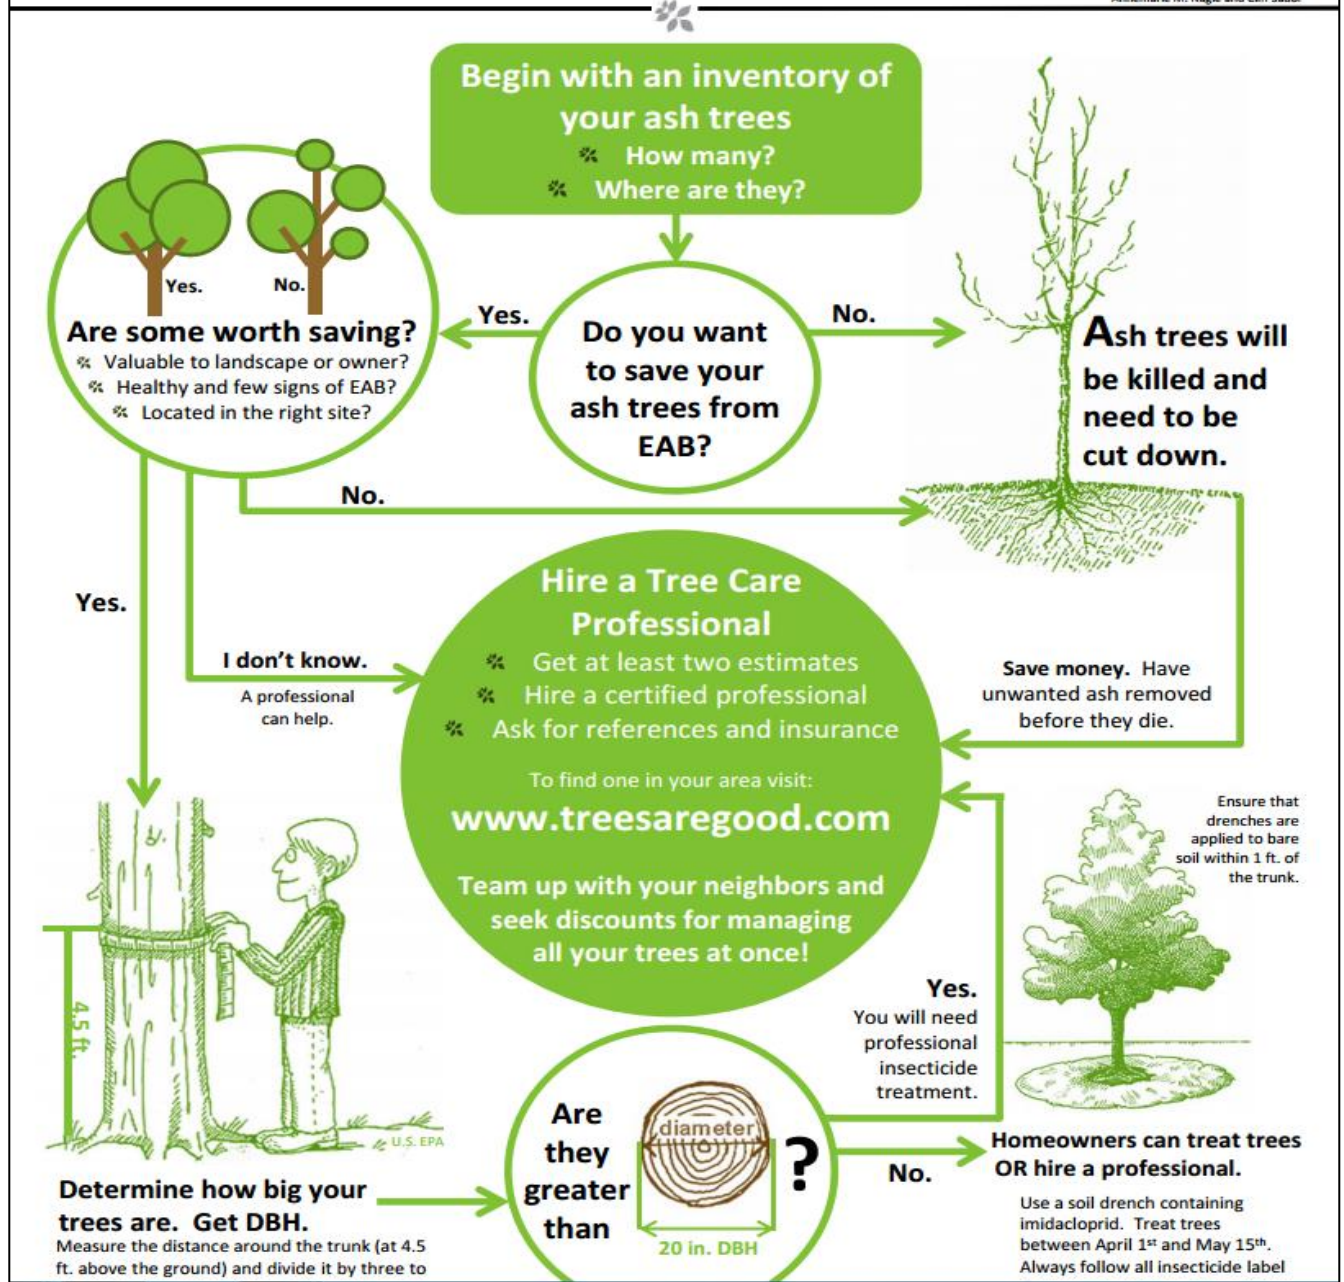 Begin with an inventory of
your ash trees
How many?
Where are they?
Yes.
No.
Are some worth saving?
Valuable to landscape or owner?
Healthy and few signs of EAB?
Located in the right site?
Yes.
Do you want
to save your
ash trees from
EAB?
No.
Ash trees will
be killed and
need to be
cut down.
No.
Yes.
I don't know.
A professional
can help.
Hire a Tree Care
Professional
Get at least two estimates
Hire a certified professional
Ask for references and insurance
To find one in your area visit:
www.treesaregood.com
Team up with your neighbors and
seek discounts for managing
all your trees at once!
Save money. Have
unwanted ash removed
before they die.
Ensure that
drenches are
applied to bare
soil within 1 ft. of
the trunk.
4.5 ft.
U.S. EPA
Determine how big your
trees are. Get DBH.
Measure the distance around the trunk (at 4.5
ft. above the ground) and divide it by three to
Are
they
greater
than
diameter
20 in. DBH
?
Yes.
You will need
professional
insecticide
treatment.
No.
Homeowners can treat trees
OR hire a professional.
Use a soil drench containing
imidacloprid. Treat trees
between April 1st and May 15th.
Always follow all insecticide label